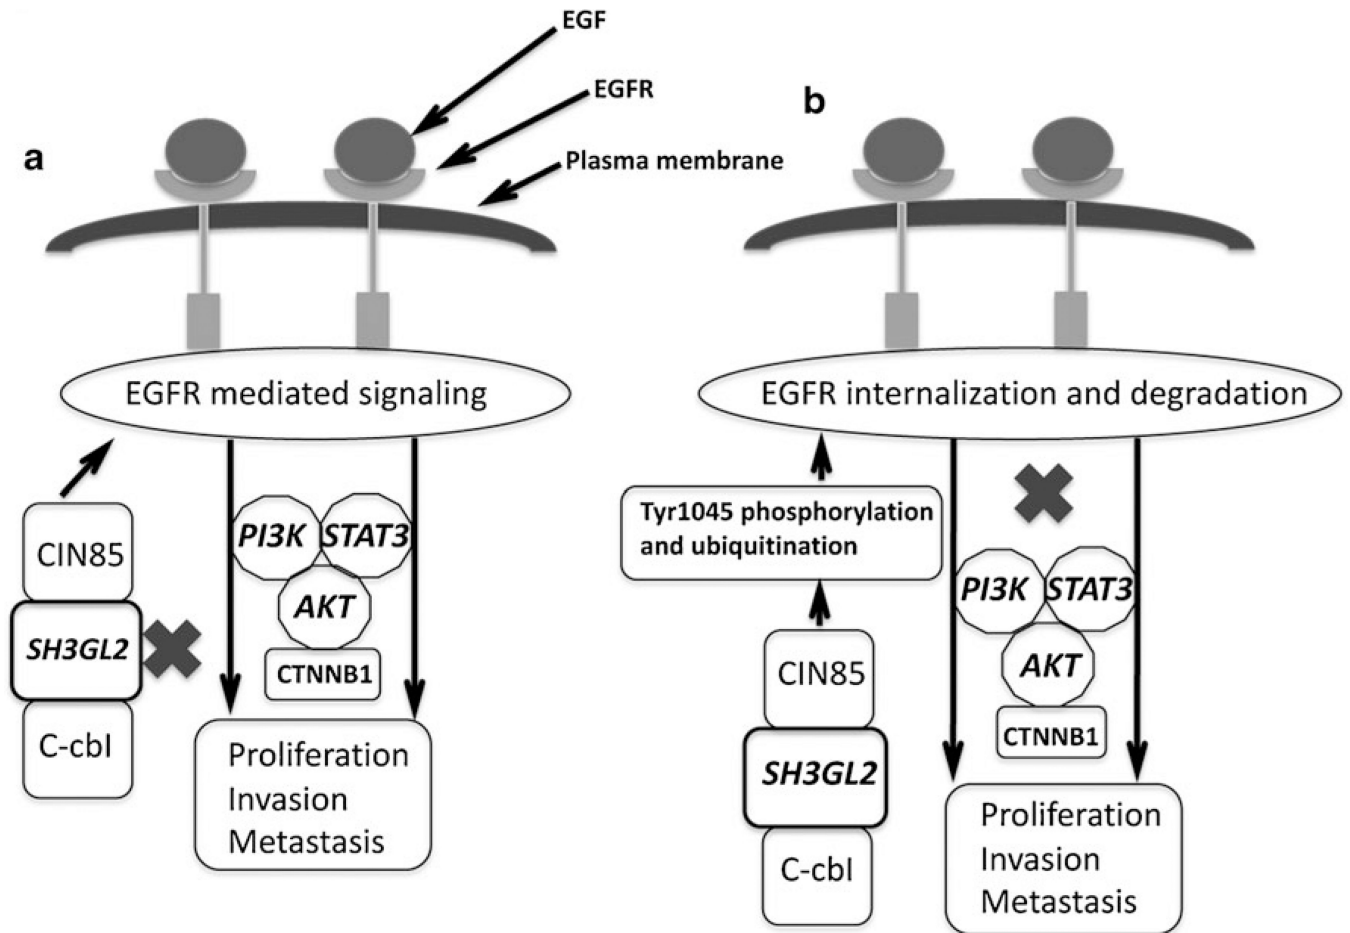 EGF
EGFR
Plasma membrane
a
EGFR mediated signaling
CIN85
SH3GL2
C-cbl
PI3K
STAT3
AKT
CTNNB1
Proliferation
Invasion
Metastasis
b
EGFR internalization and degradation
Tyr1045 phosphorylation
and ubiquitination
CIN85
SH3GL2
C-cbl
PI3K
STAT3
AKT
CTNNB1
Proliferation
Invasion
Metastasis